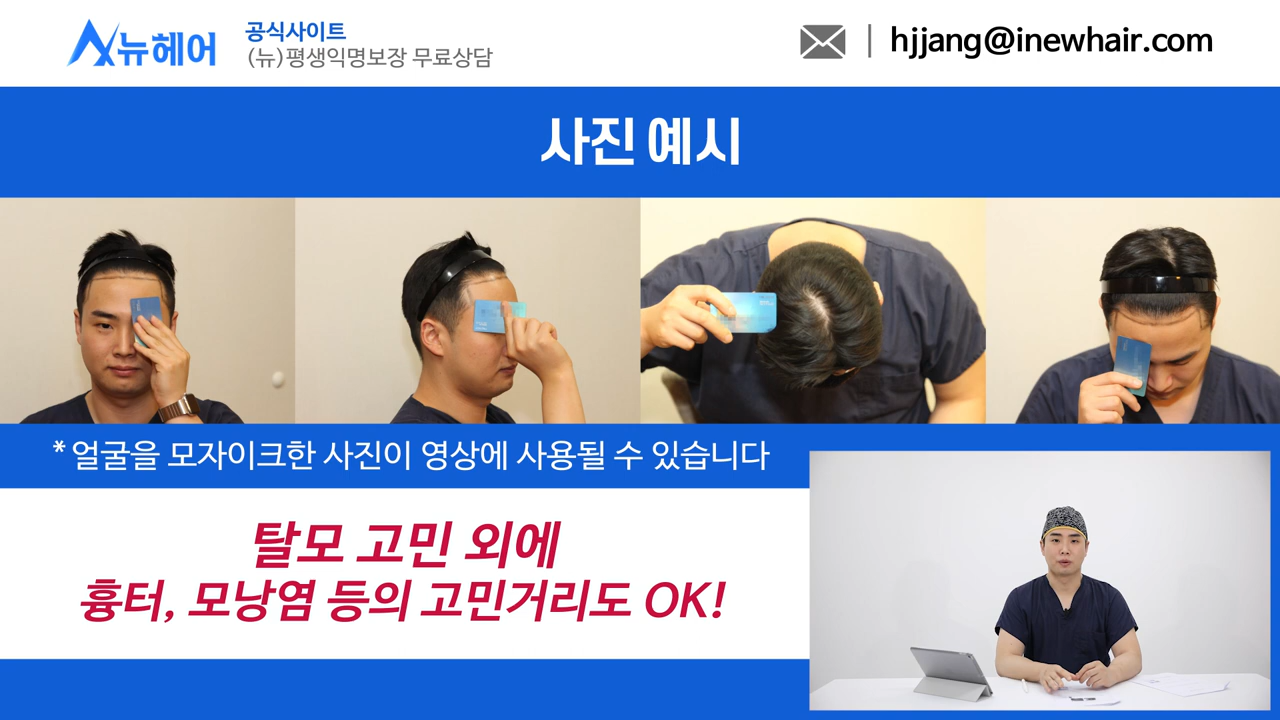 뉴헤어
공식사이트
(뉴)평생익명보장 무료상담
hjjang@inewhair.com
사진 예시
* 얼굴을 모자이크한 사진이 영상에 사용될 수 있습니다
탈모 고민 외에
흉터, 모낭염 등의 고민거리도 OK!